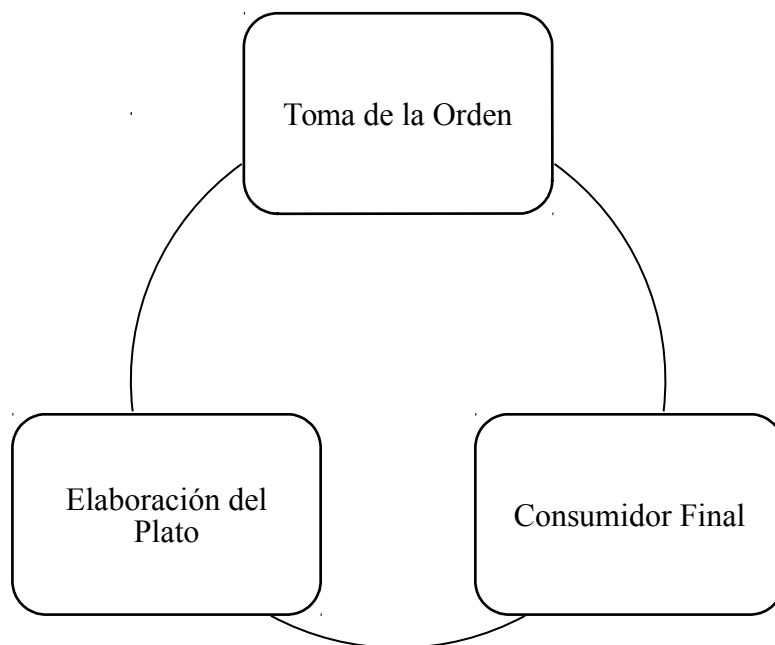 Toma de la Orden
Elaboración del
Plato
Consumidor Final